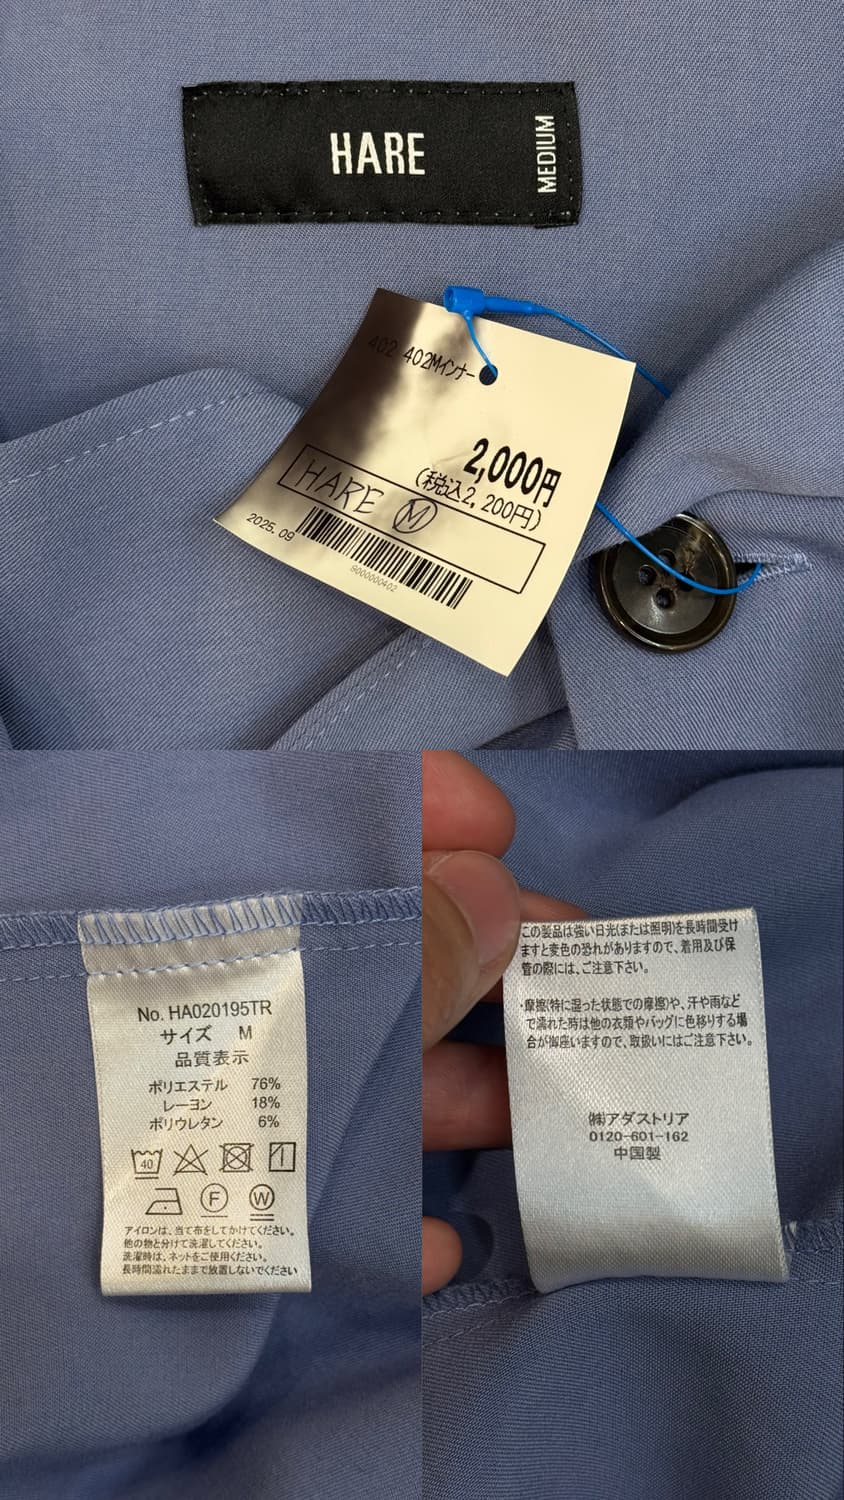 HARE
MEDIUM
402 402Mインナー
2,000円
(税込2,200円)
HARE Ⓜ
2025.09
9000000402
No. HA020195TR
サイズ M
品質表示
ポリエステル 76%
レーヨン 18%
ポリウレタン 6%
40
F W
アイロンは、当て布をしてかけてください。
他の物と分けて洗濯してください。
洗濯時は、ネットをご使用ください。
長時間濡れたままで放置しないでください
この製品は強い日光(または照明)を長時間受け
ますと変色の恐れがありますので、着用及び保
管の際には、ご注意下さい。
・摩擦(特に湿った状態での摩擦)や、汗や雨など
で濡れた時は他の衣類やバッグに色移りする場
合が御座いますので、取扱いにはご注意下さい。
㈱アダストリア
0120-601-162
中国製